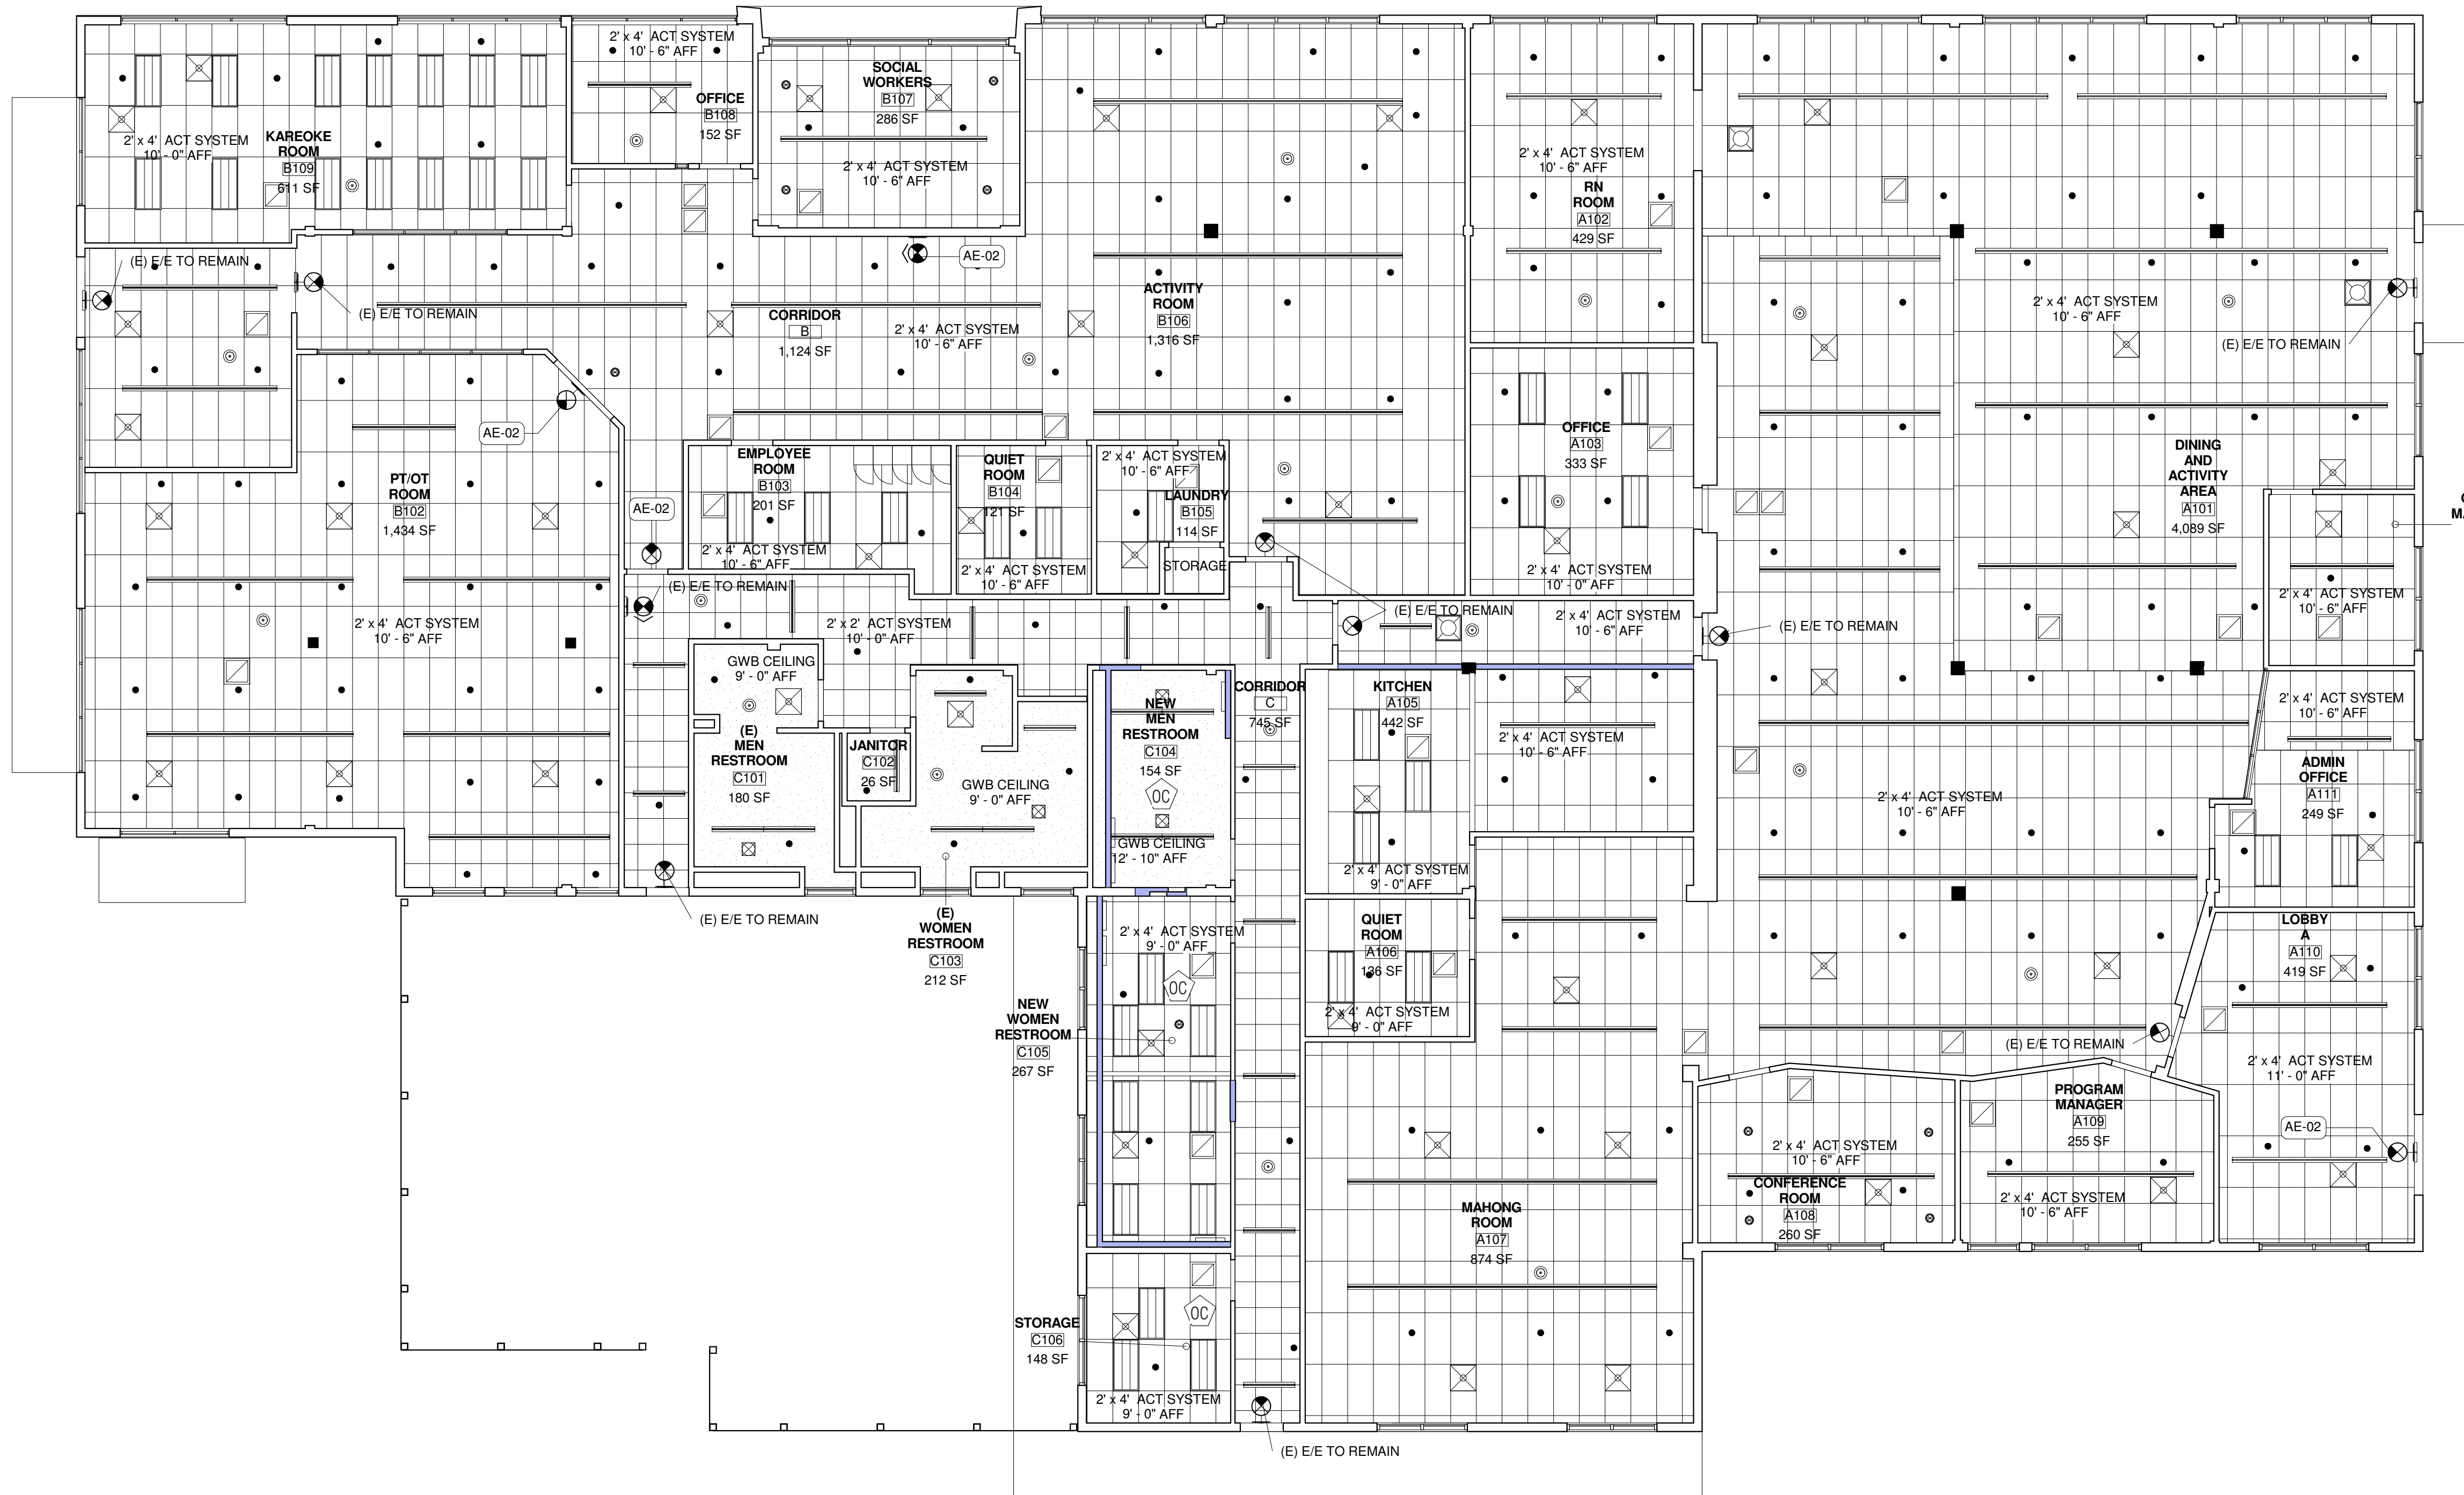 2' x 4' ACT SYSTEM
10' - 6" AFF
OFFICE
B108
152 SF
SOCIAL
WORKERS
B107
286 SF
2' x 4' ACT SYSTEM
10' - 6" AFF
KAREOKE
ROOM
B109
611 SF
2' x 4' ACT SYSTEM
10' - 0" AFF
2' x 4' ACT SYSTEM
10' - 6" AFF
RN
ROOM
A102
429 SF
(E) E/E TO REMAIN
(E) E/E TO REMAIN
AE-02
CORRIDOR
B
1,124 SF
2' x 4' ACT SYSTEM
10' - 6" AFF
ACTIVITY
ROOM
B106
1,316 SF
2' x 4' ACT SYSTEM
10' - 6" AFF
(E) E/E TO REMAIN
AE-02
PT/OT
ROOM
B102
1,434 SF
2' x 4' ACT SYSTEM
10' - 6" AFF
AE-02
EMPLOYEE
ROOM
B103
201 SF
2' x 4' ACT SYSTEM
10' - 6" AFF
QUIET
ROOM
B104
121 SF
2' x 4' ACT SYSTEM
10' - 6" AFF
2' x 4' ACT SYSTEM
10' - 6" AFF
LAUNDRY
B105
114 SF
STORAGE
OFFICE
A103
333 SF
2' x 4' ACT SYSTEM
10' - 0" AFF
DINING
AND
ACTIVITY
AREA
A101
4,089 SF
2' x 4' ACT SYSTEM
10' - 6" AFF
(E) E/E TO REMAIN
2' x 2' ACT SYSTEM
10' - 0" AFF
(E) E/E TO REMAIN
2' x 4' ACT SYSTEM
10' - 6" AFF
(E) E/E TO REMAIN
GWB CEILING
9' - 0" AFF
(E)
MEN
RESTROOM
C101
180 SF
JANITOR
C102
26 SF
GWB CEILING
9' - 0" AFF
NEW
MEN
RESTROOM
C104
154 SF
OC
GWB CEILING
12' - 10" AFF
CORRIDOR
C
745 SF
KITCHEN
A105
442 SF
2' x 4' ACT SYSTEM
10' - 6" AFF
2' x 4' ACT SYSTEM
9' - 0" AFF
2' x 4' ACT SYSTEM
10' - 6" AFF
2' x 4' ACT SYSTEM
10' - 6" AFF
ADMIN
OFFICE
A111
249 SF
(E) E/E TO REMAIN
(E)
WOMEN
RESTROOM
C103
212 SF
2' x 4' ACT SYSTEM
9' - 0" AFF
OC
NEW
WOMEN
RESTROOM
C105
267 SF
QUIET
ROOM
A106
136 SF
2' x 4' ACT SYSTEM
9' - 0" AFF
LOBBY
A
A110
419 SF
2' x 4' ACT SYSTEM
11' - 0" AFF
(E) E/E TO REMAIN
AE-02
PROGRAM
MANAGER
A109
255 SF
2' x 4' ACT SYSTEM
10' - 6" AFF
2' x 4' ACT SYSTEM
10' - 6" AFF
CONFERENCE
ROOM
A108
260 SF
MAHONG
ROOM
A107
874 SF
STORAGE
C106
148 SF
OC
2' x 4' ACT SYSTEM
9' - 0" AFF
(E) E/E TO REMAIN